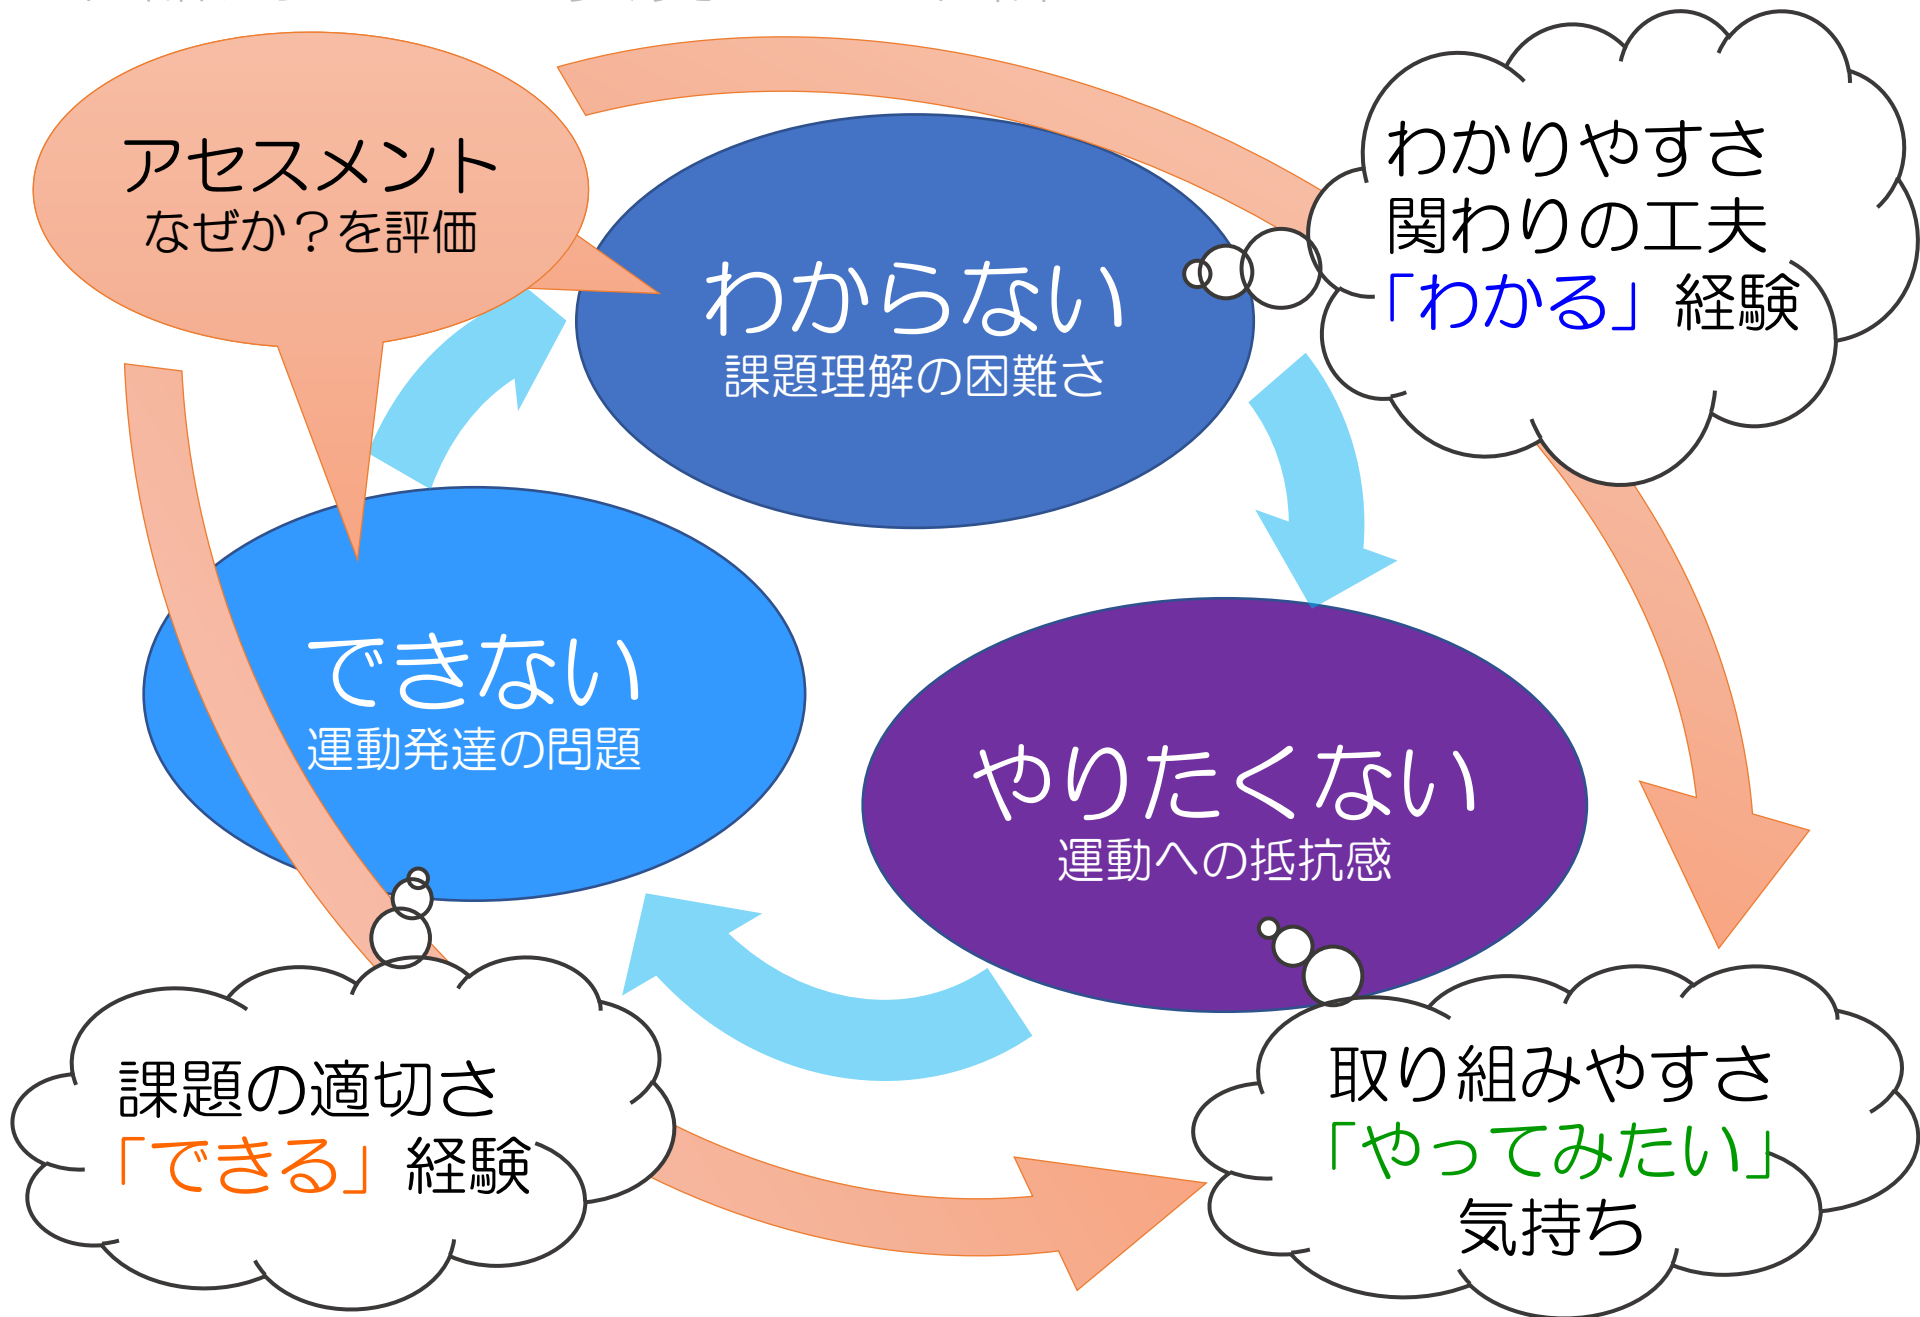 アセスメント
なぜか？を評価
わからない
課題理解の困難さ
わかりやすさ
関わりの工夫
「わかる」経験
できない
運動発達の問題
やりたくない
運動への抵抗感
課題の適切さ
「できる」経験
取り組みやすさ
「やってみたい」
気持ち